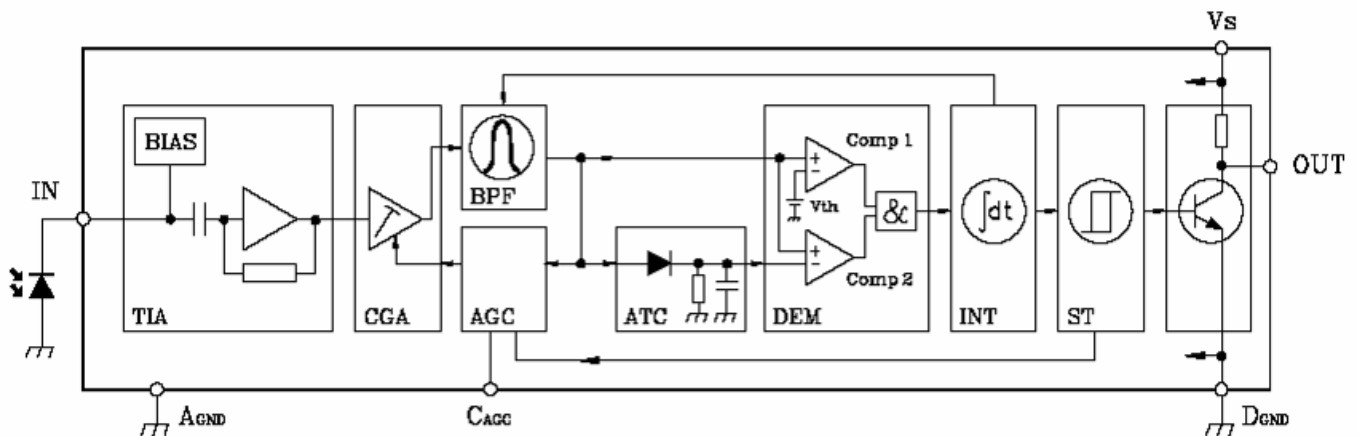 Vs
BIAS
Comp 1
IN
OUT
BPF
Vth
&
∫dt
Comp 2
TIA
CGA
AGC
ATC
DEM
INT
ST
AGND
CAGC
DGND